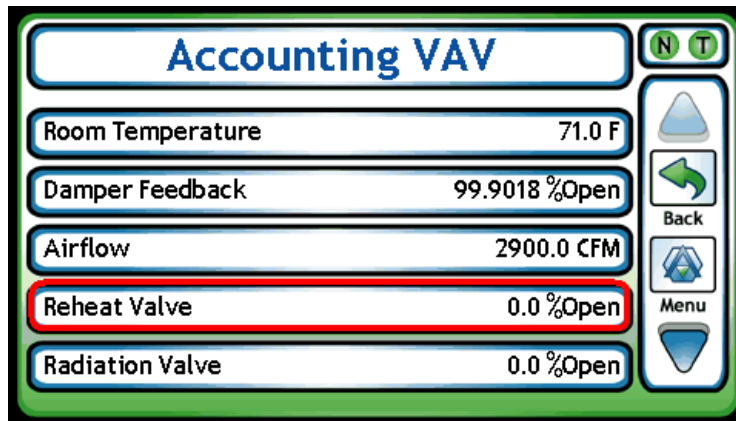 Accounting VAV
N T
Room Temperature 71.0 F
Damper Feedback 99.9018 %Open
Back
Airflow 2900.0 CFM
Reheat Valve 0.0 %Open
Menu
Radiation Valve 0.0 %Open